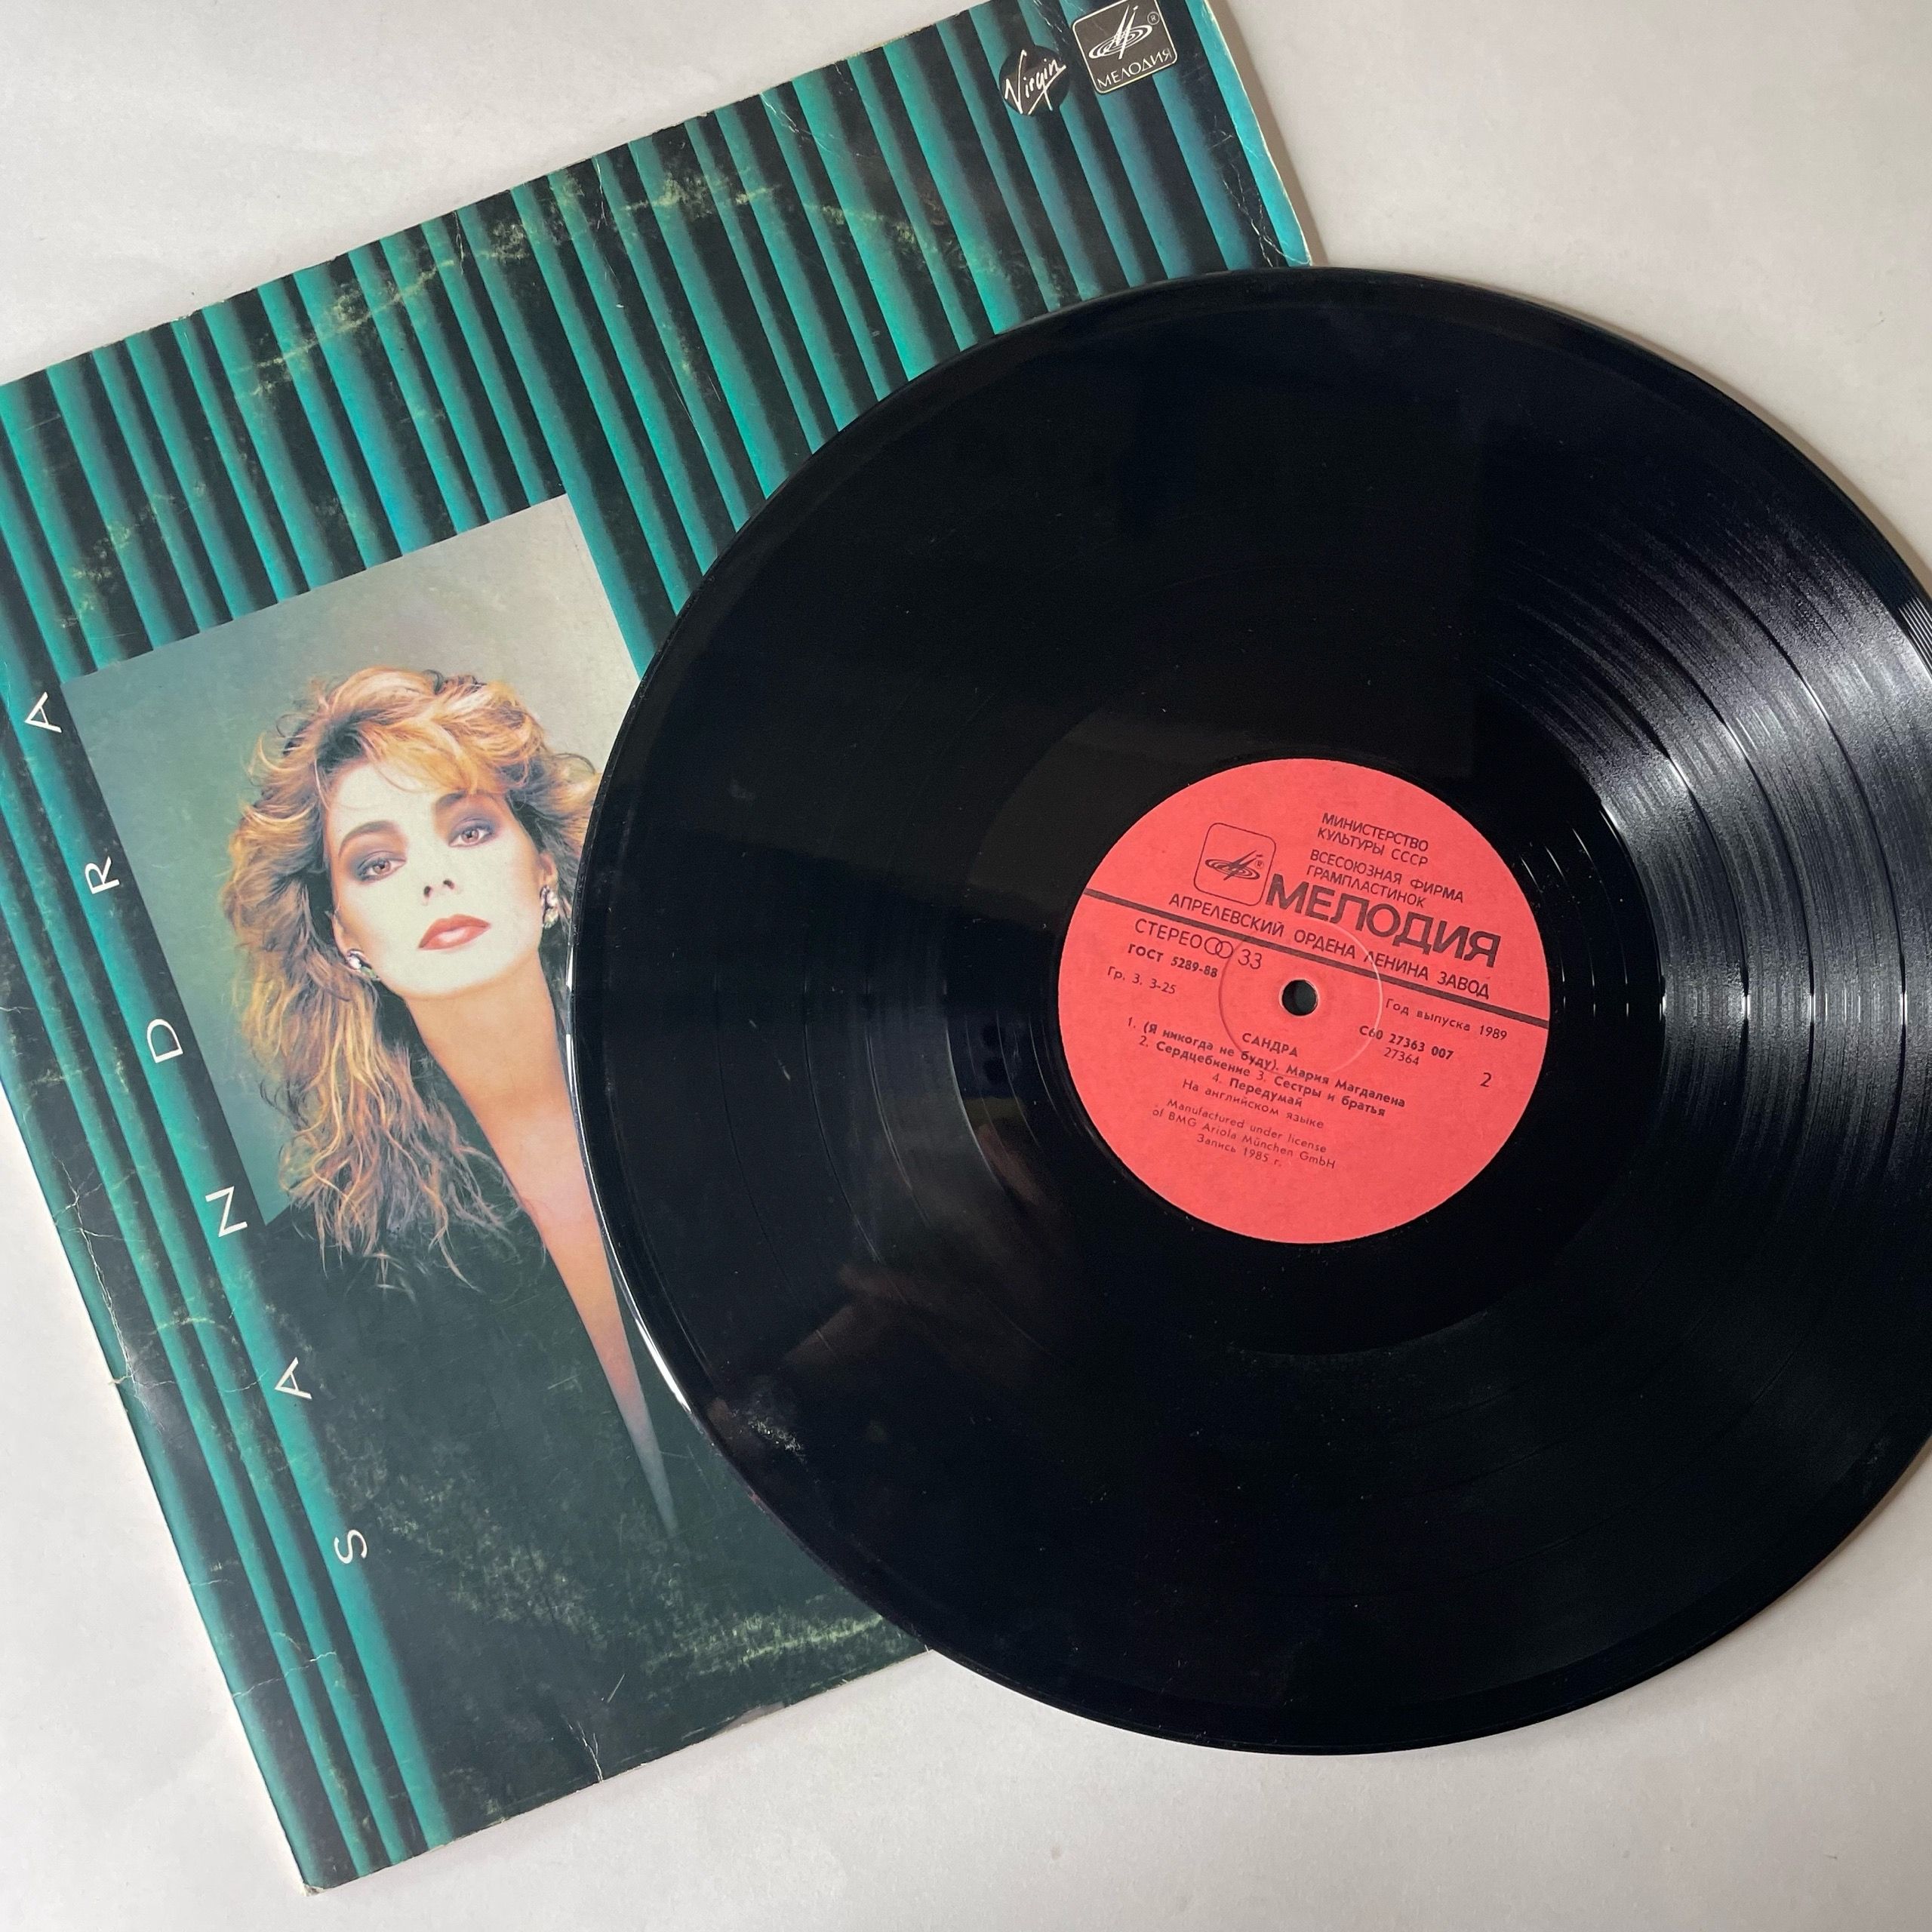 Virgin
МЕЛОДИЯ
SANDRA
МИНИСТЕРСТВО
КУЛЬТУРЫ СССР
ВСЕСОЮЗНАЯ ФИРМА
ГРАМПЛАСТИНОК
МЕЛОДИЯ
АПРЕЛЕВСКИЙ ОРДЕНА ЛЕНИНА ЗАВОД
СТЕРЕО 33
ГОСТ 5289-88
Гр. 3. 3-25
Год выпуска 1989
С60 27363 007
27364
2
САНДРА
1. (Я никогда не буду). Мария Магдалена
2. Сердцебиение 3. Сестры и братья
4. Передумай
На английском языке
Manufactured under license
of BMG Ariola München GmbH
Запись 1985 г.